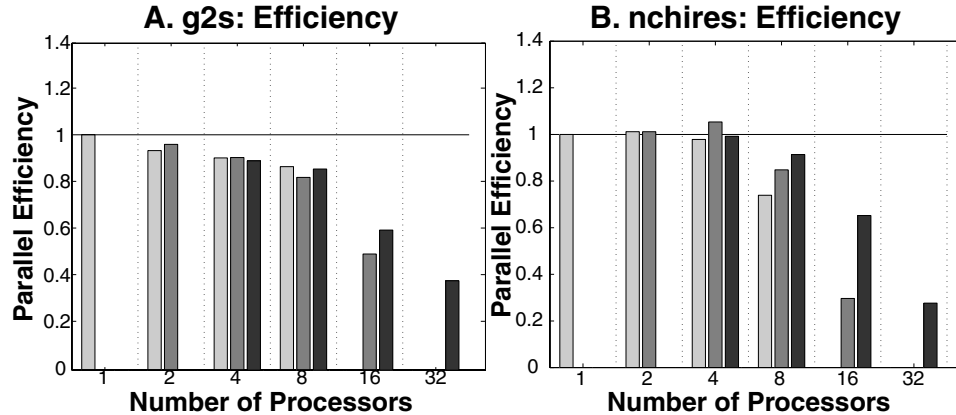 A. g2s: Efficiency
Parallel Efficiency
1.4
1.2
1
0.8
0.6
0.4
0.2
0
1 2 4 8 16 32
Number of Processors
B. nchires: Efficiency
Parallel Efficiency
1.4
1.2
1
0.8
0.6
0.4
0.2
0
1 2 4 8 16 32
Number of Processors